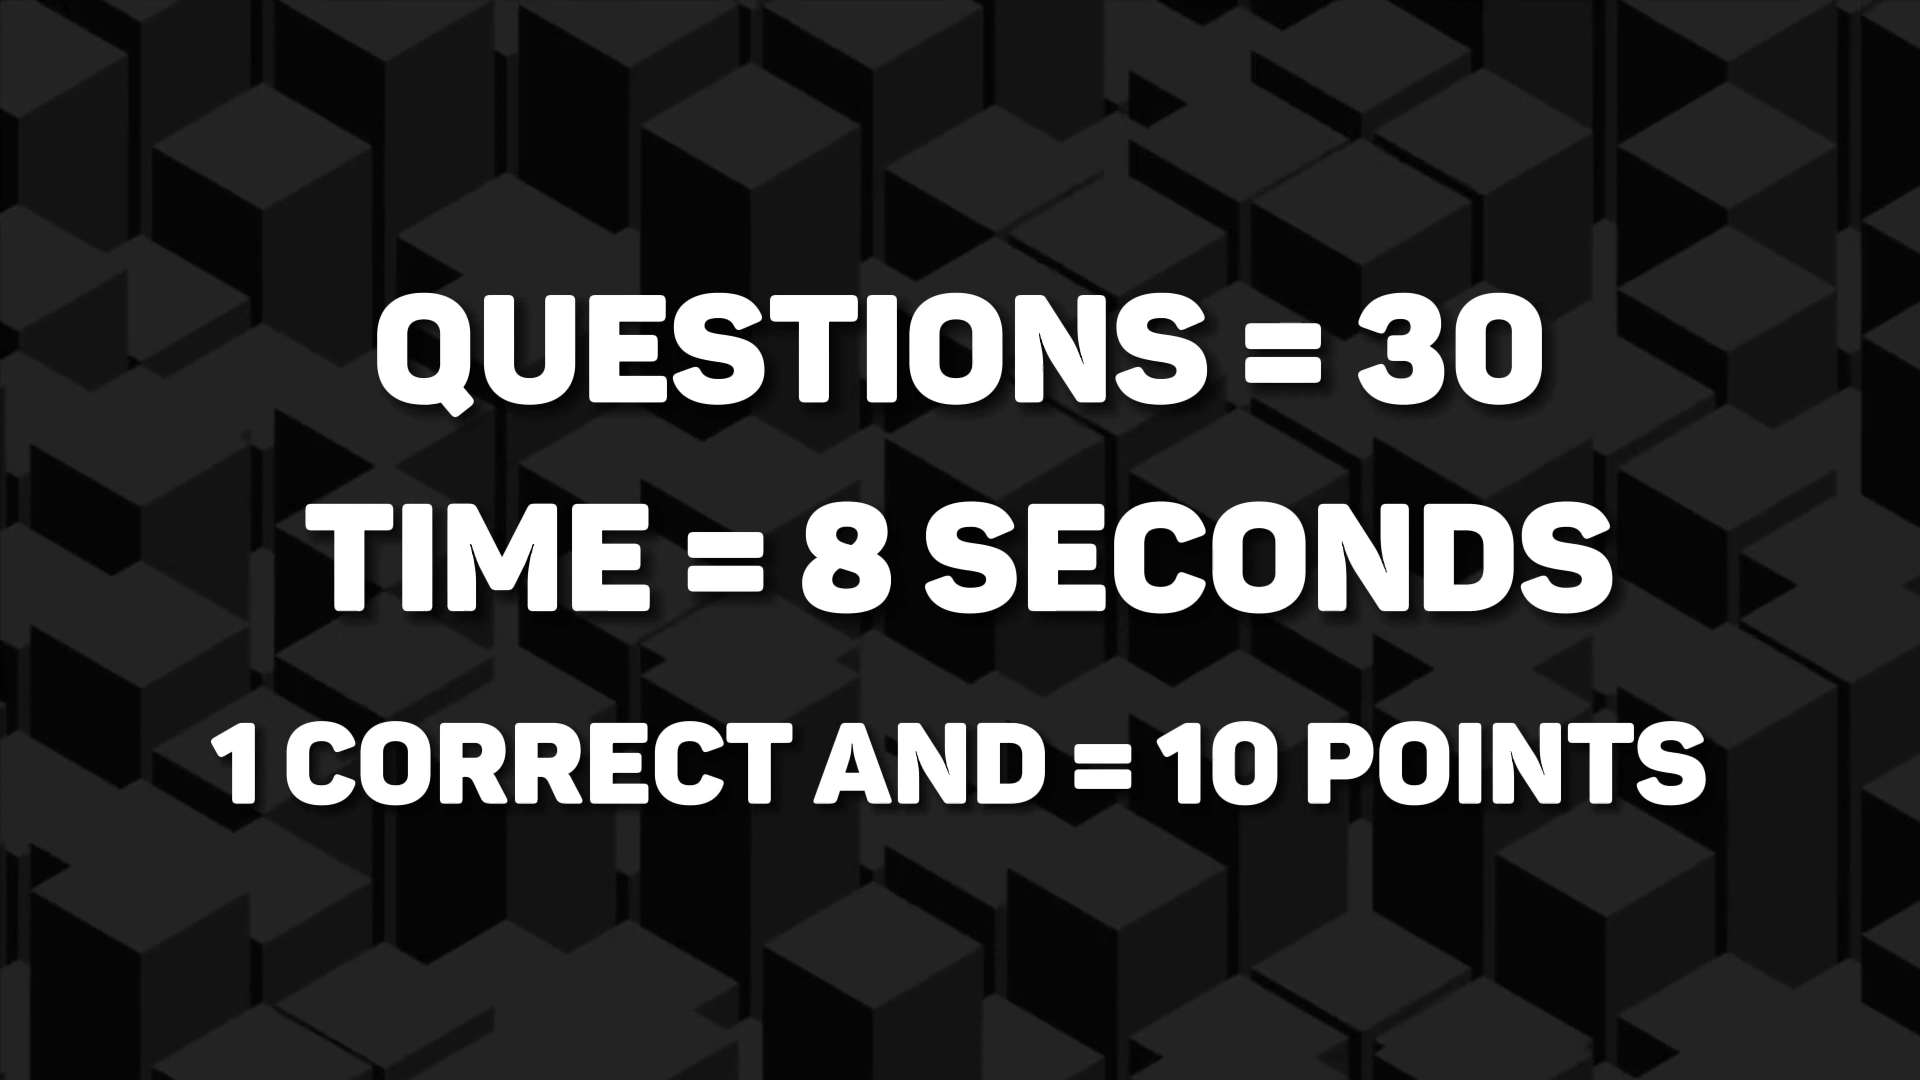 QUESTIONS = 30
TIME = 8 SECONDS
1 CORRECT AND = 10 POINTS